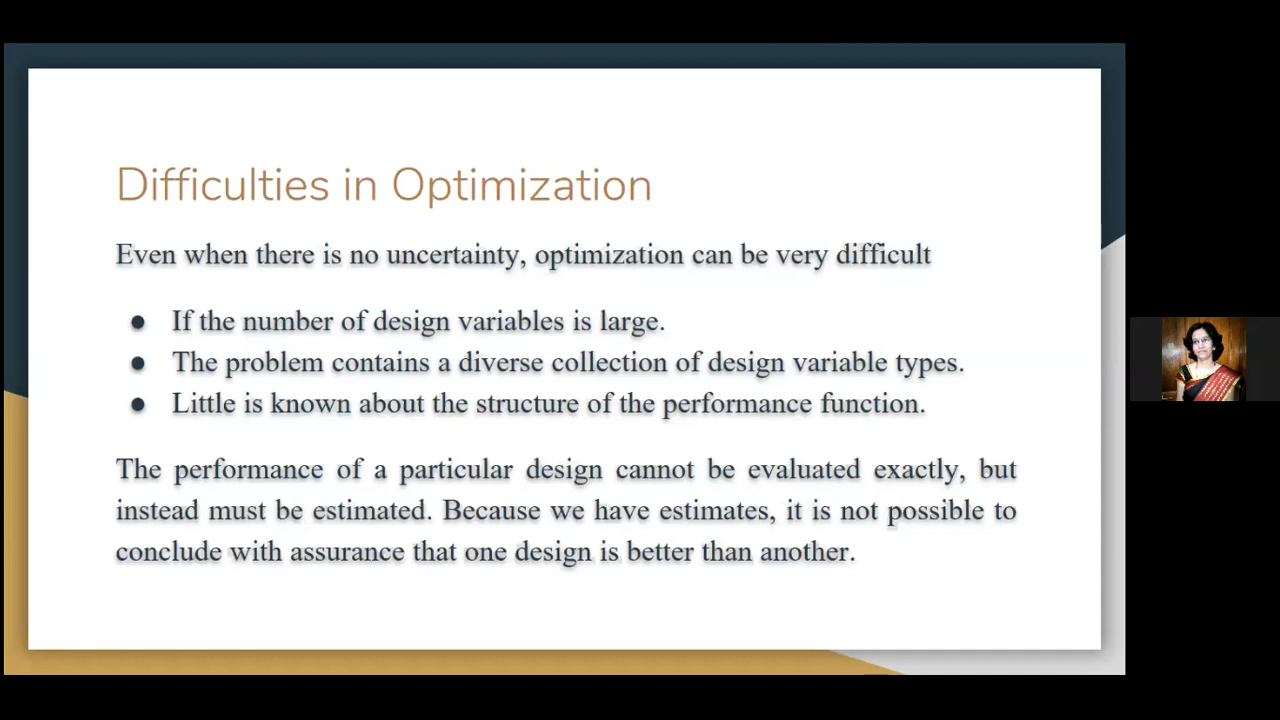 Difficulties in Optimization
Even when there is no uncertainty, optimization can be very difficult
● If the number of design variables is large.
● The problem contains a diverse collection of design variable types.
● Little is known about the structure of the performance function.
The performance of a particular design cannot be evaluated exactly, but
instead must be estimated. Because we have estimates, it is not possible to
conclude with assurance that one design is better than another.